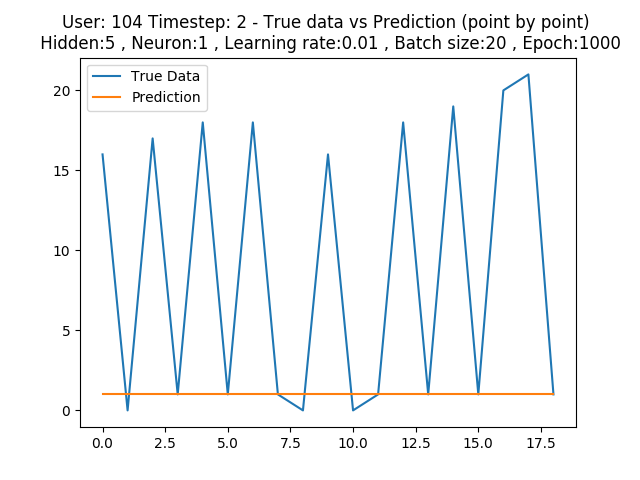 User: 104 Timestep: 2 - True data vs Prediction (point by point)
Hidden:5 , Neuron:1 , Learning rate:0.01 , Batch size:20 , Epoch:1000
True Data
Prediction
20
15
10
5
0
0.0 2.5 5.0 7.5 10.0 12.5 15.0 17.5